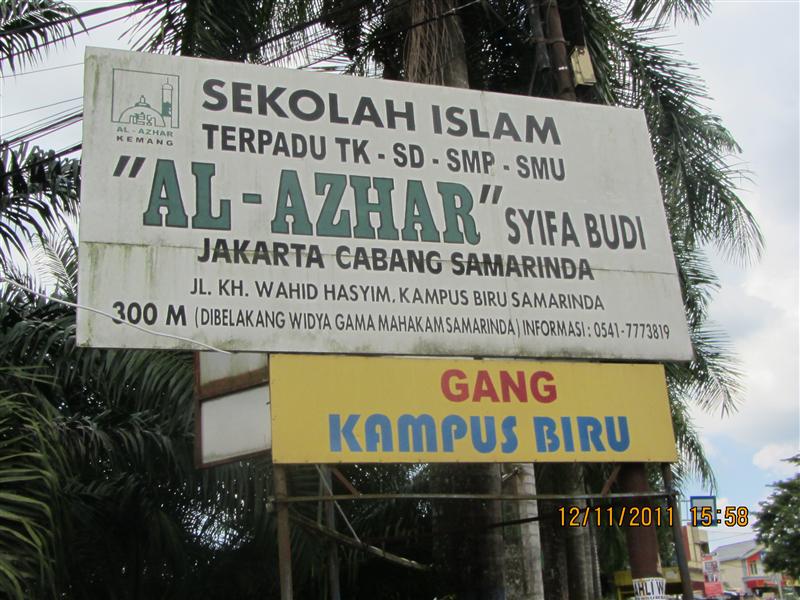 AL-AZHAR
KEMANG
SEKOLAH ISLAM
TERPADU TK - SD - SMP - SMU
"AL-AZHAR" SYIFA BUDI
JAKARTA CABANG SAMARINDA
JL. KH. WAHID HASYIM, KAMPUS BIRU SAMARINDA
300 M (DIBELAKANG WIDYA GAMA MAHAKAM SAMARINDA) INFORMASI : 0541-7773819
GANG
KAMPUS BIRU
12/11/2011 15:58